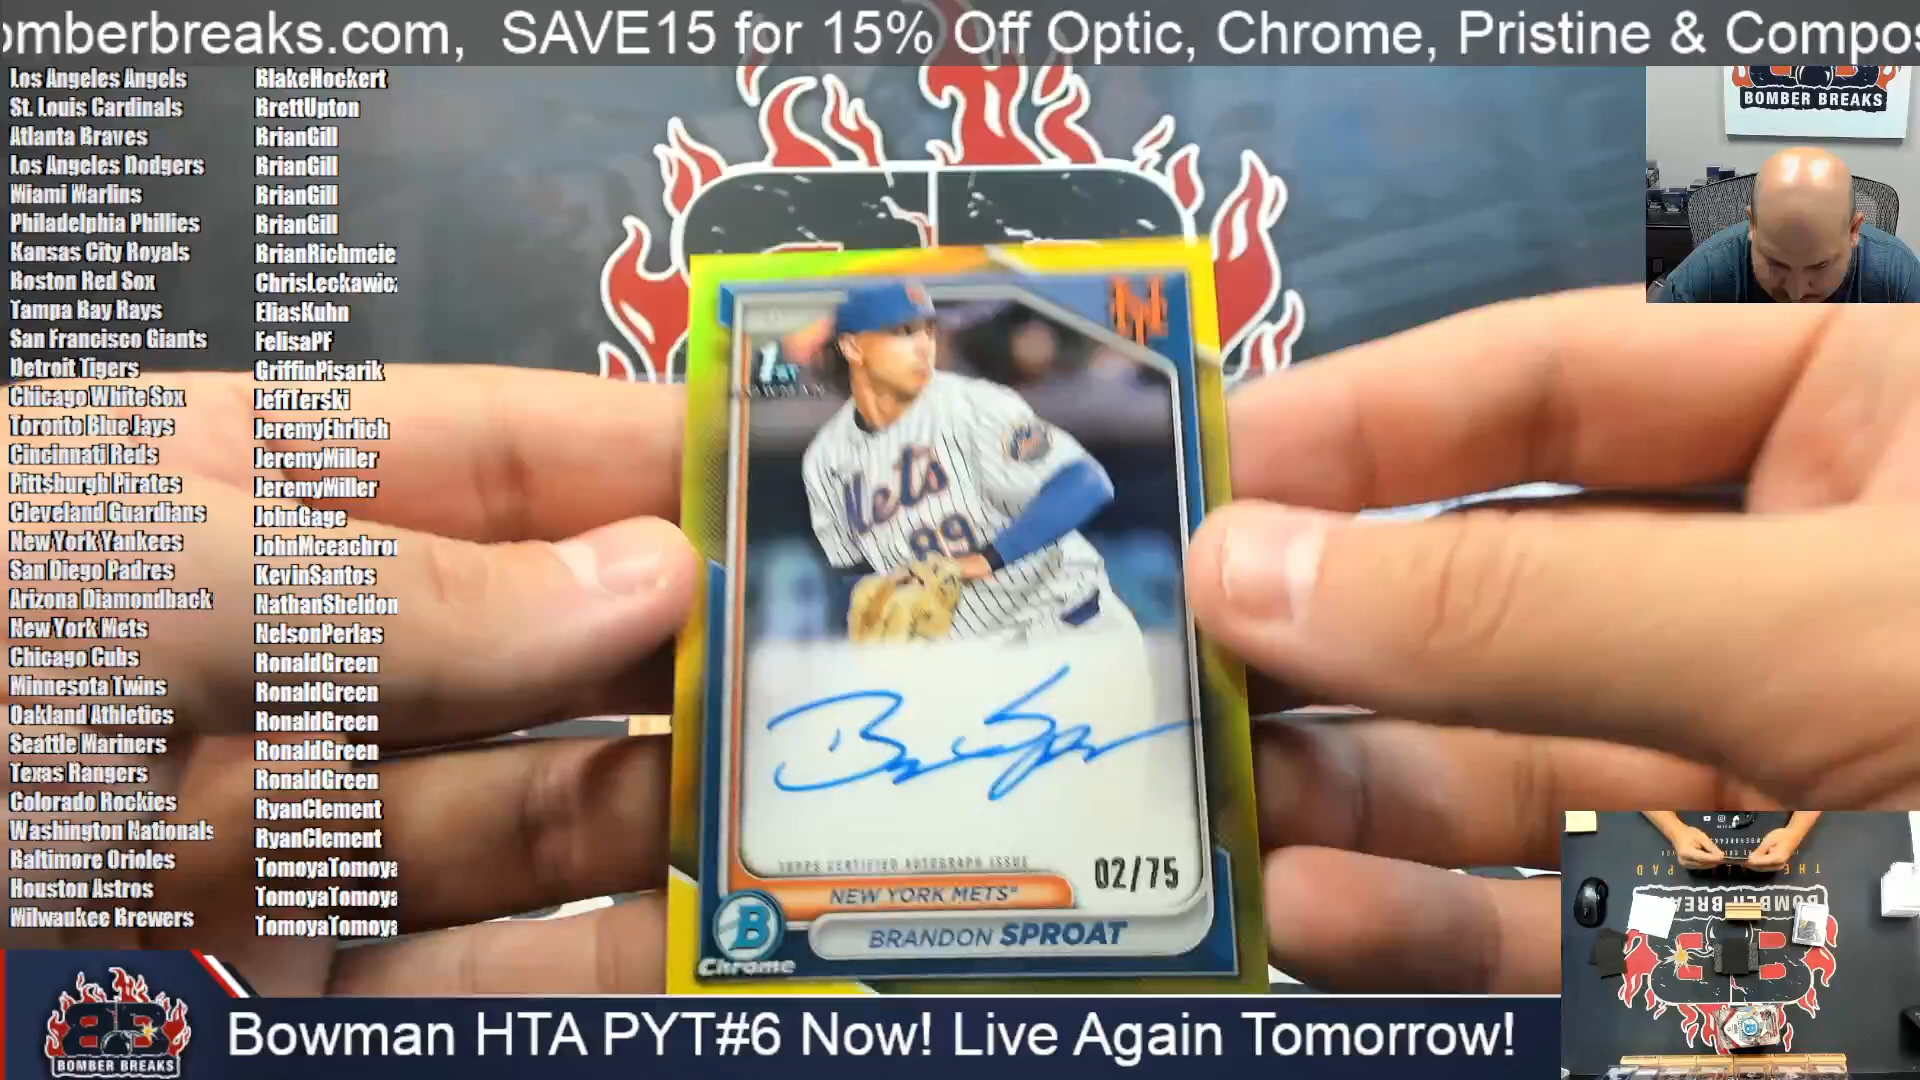 omberbreaks.com, SAVE15 for 15% Off Optic, Chrome, Pristine & Compos
Los Angeles Angels BlakeHockert
St. Louis Cardinals BrettUpton
Atlanta Braves BrianGill
Los Angeles Dodgers BrianGill
Miami Marlins BrianGill
Philadelphia Phillies BrianGill
Kansas City Royals BrianRichmeie
Boston Red Sox ChrisLeckawic
Tampa Bay Rays EliasKuhn
San Francisco Giants FelisaPF
Detroit Tigers GriffinPisarik
Chicago White Sox JeffTerski
Toronto Blue Jays JeremyEhrlich
Cincinnati Reds JeremyMiller
Pittsburgh Pirates JeremyMiller
Cleveland Guardians JohnGage
New York Yankees JohnMceachro
San Diego Padres KevinSantos
Arizona Diamondback NathanSheldon
New York Mets NelsonPerlas
Chicago Cubs RonaldGreen
Minnesota Twins RonaldGreen
Oakland Athletics RonaldGreen
Seattle Mariners RonaldGreen
Texas Rangers RonaldGreen
Colorado Rockies RyanClement
Washington Nationals RyanClement
Baltimore Orioles TomoyaTomoya
Houston Astros TomoyaTomoya
Milwaukee Brewers TomoyaTomoya
BOMBER BREAKS
1ST
BOWMAN
Mets
89
TOPPS CERTIFIED AUTOGRAPH ISSUE
02/75
NEW YORK METS
BRANDON SPROAT
B
Chrome
BOMBER BREAKS
Bowman HTA PYT#6 Now! Live Again Tomorrow!